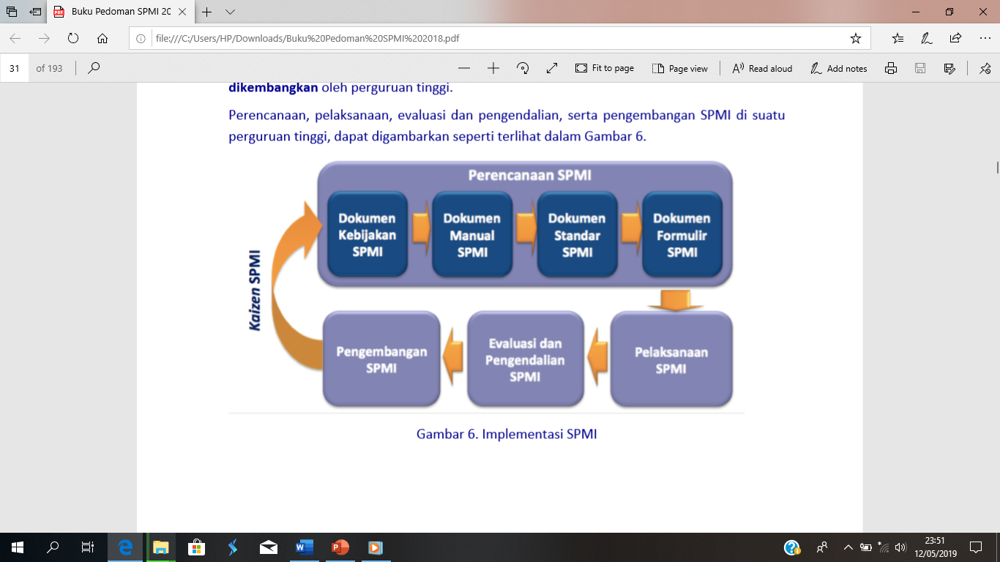 Buku Pedoman SPMI 20
file:///C:/Users/HP/Downloads/Buku%20Pedoman%20SPMI%202018.pdf
31 of 193
Fit to page
Page view
Read aloud
Add notes
dikembangkan oleh perguruan tinggi.
Perencanaan, pelaksanaan, evaluasi dan pengendalian, serta pengembangan SPMI di suatu
perguruan tinggi, dapat digambarkan seperti terlihat dalam Gambar 6.
Perencanaan SPMI
Dokumen
Kebijakan
SPMI
Dokumen
Manual
SPMI
Dokumen
Standar
SPMI
Dokumen
Formulir
SPMI
Kaizen SPMI
Pengembangan
SPMI
Evaluasi dan
Pengendalian
SPMI
Pelaksanaan
SPMI
Gambar 6. Implementasi SPMI
23:51
12/05/2019